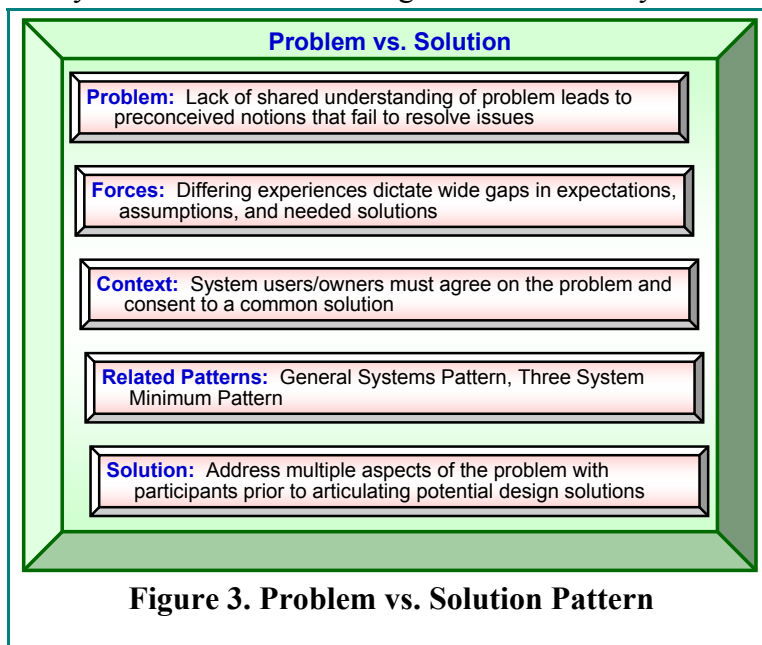 Problem vs. Solution
Problem: Lack of shared understanding of problem leads to
preconceived notions that fail to resolve issues
Forces: Differing experiences dictate wide gaps in expectations,
assumptions, and needed solutions
Context: System users/owners must agree on the problem and
consent to a common solution
Related Patterns: General Systems Pattern, Three System
Minimum Pattern
Solution: Address multiple aspects of the problem with
participants prior to articulating potential design solutions
Figure 3. Problem vs. Solution Pattern